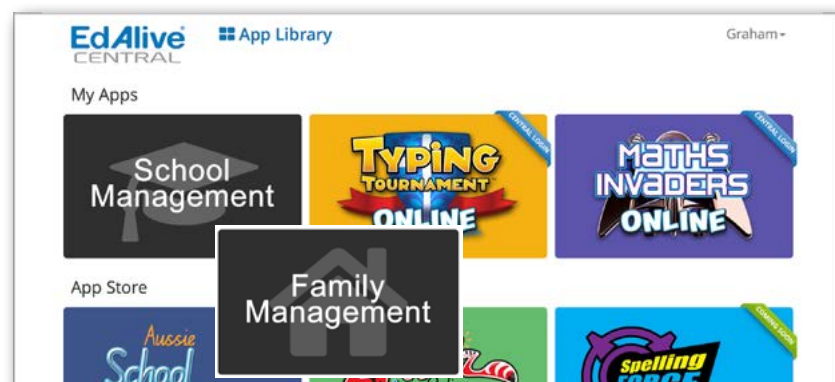 EdAlive
CENTRAL
App Library
Graham
My Apps
School
Management
TYPING
TOURNAMENT
ONLINE
CENTRAL LOGIN
MATHS
INVADERS
ONLINE
CENTRAL LOGIN
App Store
Family
Management
Aussie
School
Spelling
FORCE
COMING SOON